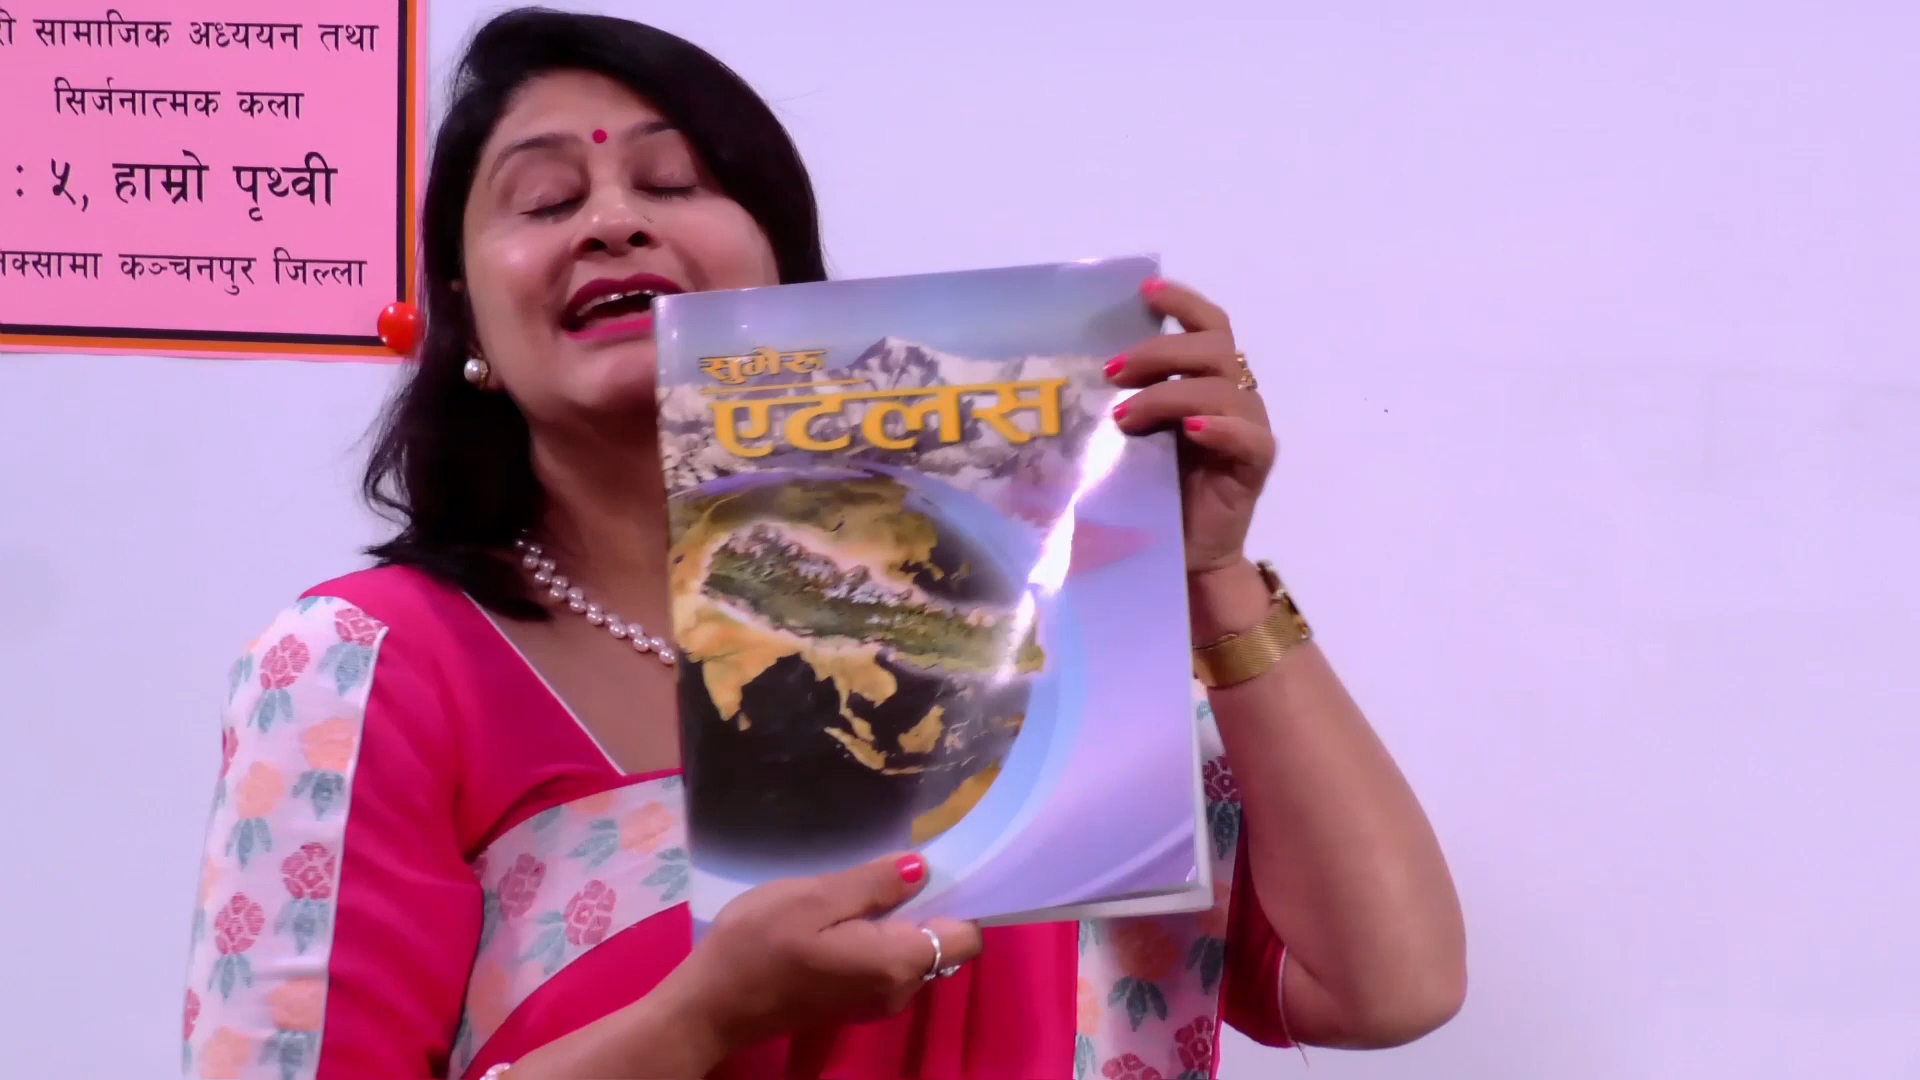 सामाजिक अध्ययन तथा
सिर्जनात्मक कला
: ५, हाम्रो पृथ्वी
कञ्चनपुर जिल्ला
सुमेरु
एटलस